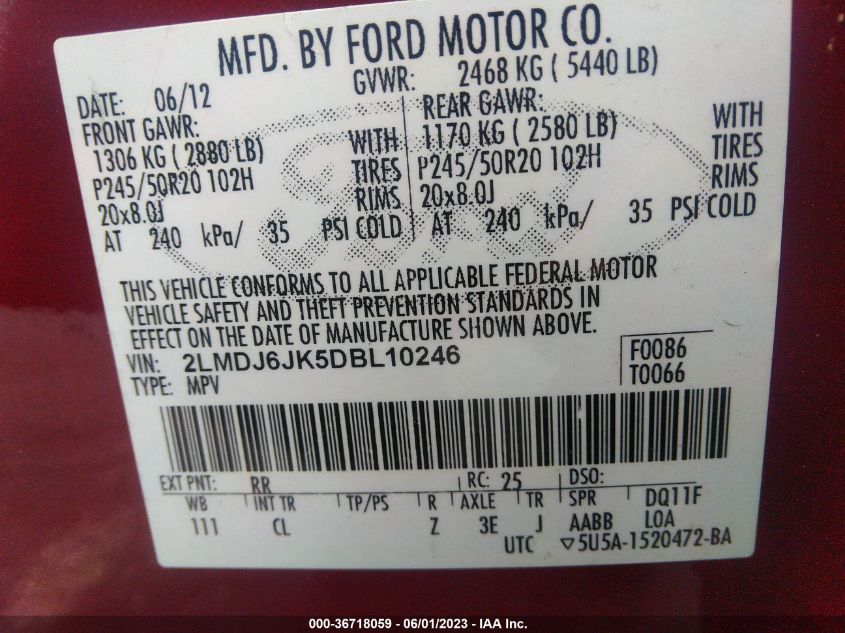 MFD. BY FORD MOTOR CO.
DATE: 06/12 GVWR: 2468 KG ( 5440 LB)
FRONT GAWR: REAR GAWR:
1306 KG ( 2880 LB) WITH 1170 KG ( 2580 LB) WITH
P245/50R20 102H TIRES P245/50R20 102H TIRES
20x8.0J RIMS 20x8.0J RIMS
AT 240 kPa/ 35 PSI COLD AT 240 kPa/ 35 PSI COLD
THIS VEHICLE CONFORMS TO ALL APPLICABLE FEDERAL MOTOR
VEHICLE SAFETY AND THEFT PREVENTION STANDARDS IN
EFFECT ON THE DATE OF MANUFACTURE SHOWN ABOVE.
VIN: 2LMDJ6JK5DBL10246 F0086
TYPE: MPV T0066
EXT PNT: RR RC: 25 DSO:
WB INT TR TP/PS R AXLE TR SPR DQ11F
111 CL Z 3E J AABB LOA
UTC ▽5U5A-1520472-BA
000-36718059 - 06/01/2023 - IAA Inc.